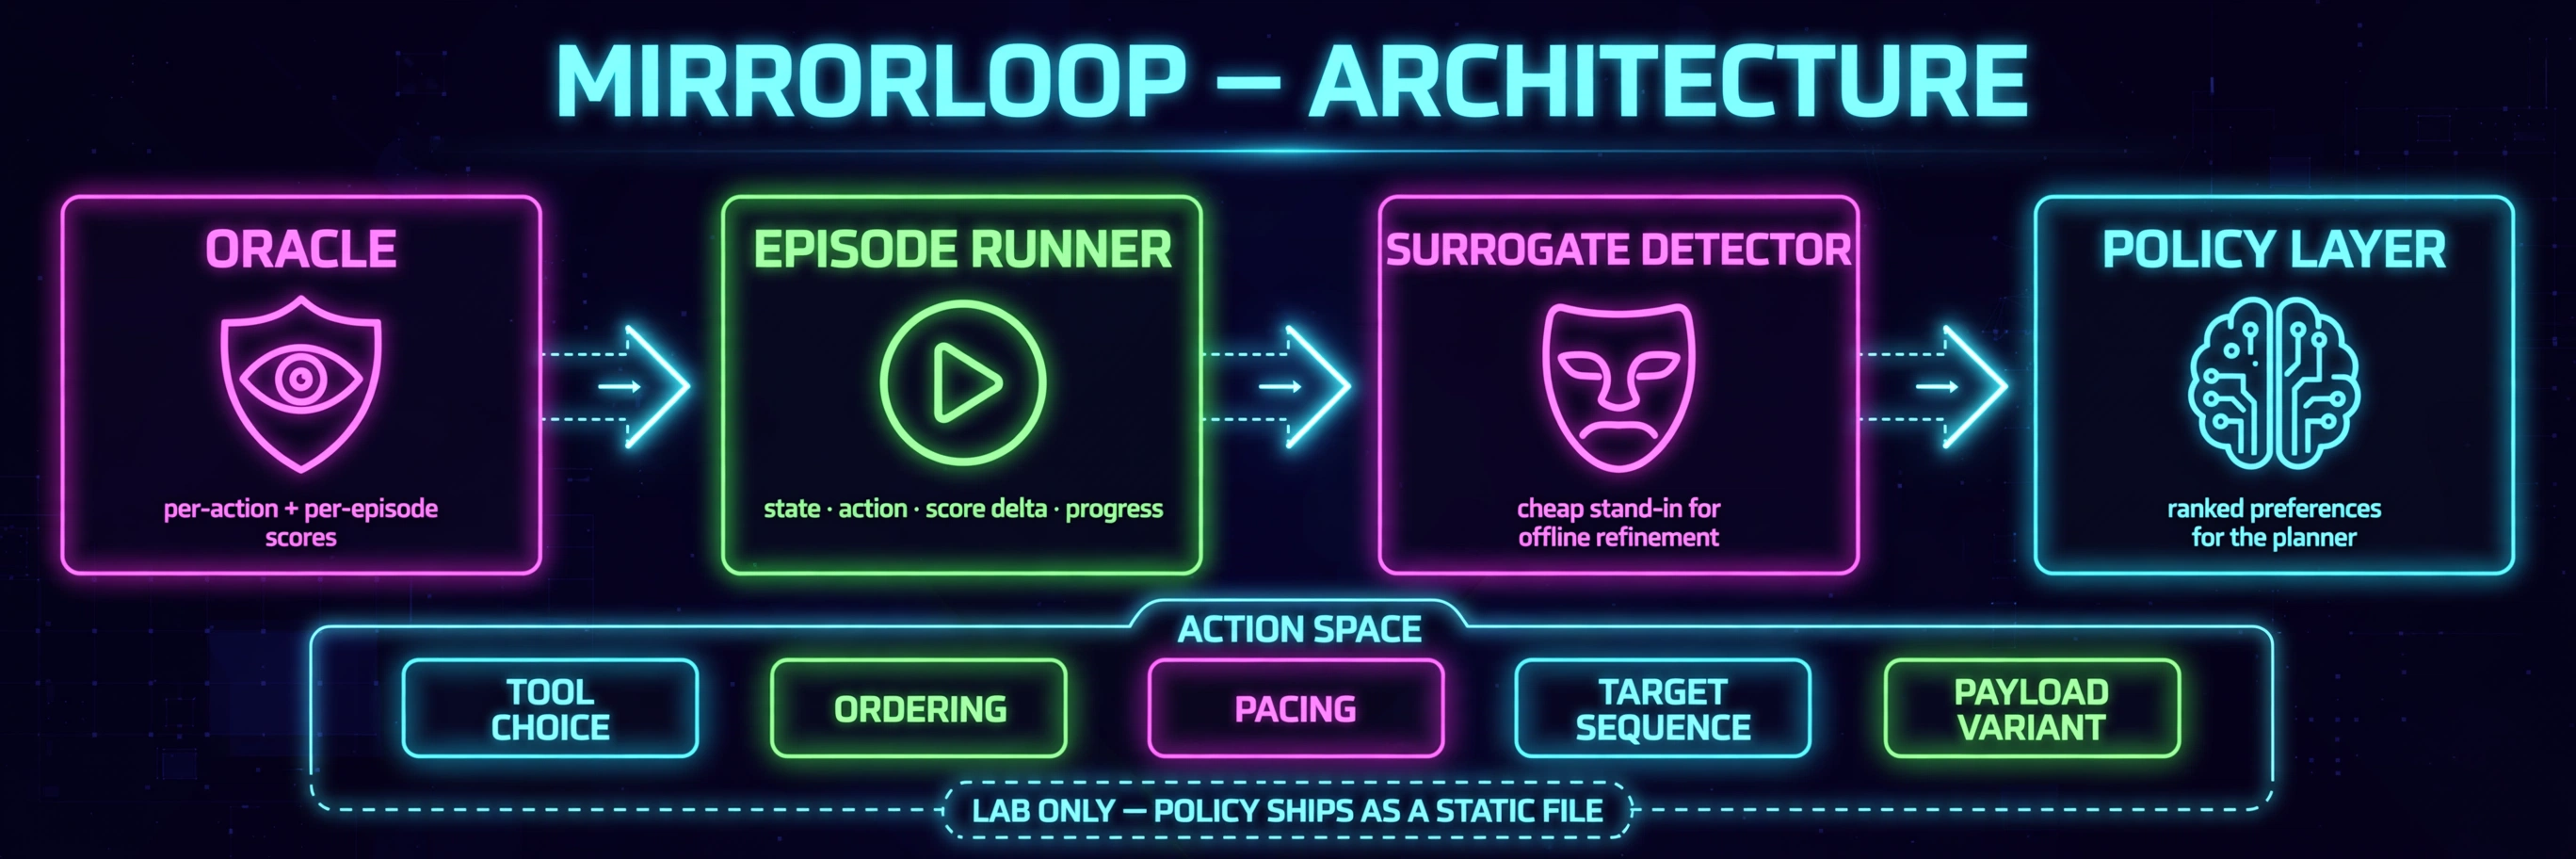 MIRRORLOOP — ARCHITECTURE
ORACLE
per-action + per-episode
scores
EPISODE RUNNER
state · action · score delta · progress
SURROGATE DETECTOR
cheap stand-in for
offline refinement
POLICY LAYER
ranked preferences
for the planner
ACTION SPACE
TOOL
CHOICE
ORDERING
PACING
TARGET
SEQUENCE
PAYLOAD
VARIANT
LAB ONLY — POLICY SHIPS AS A STATIC FILE